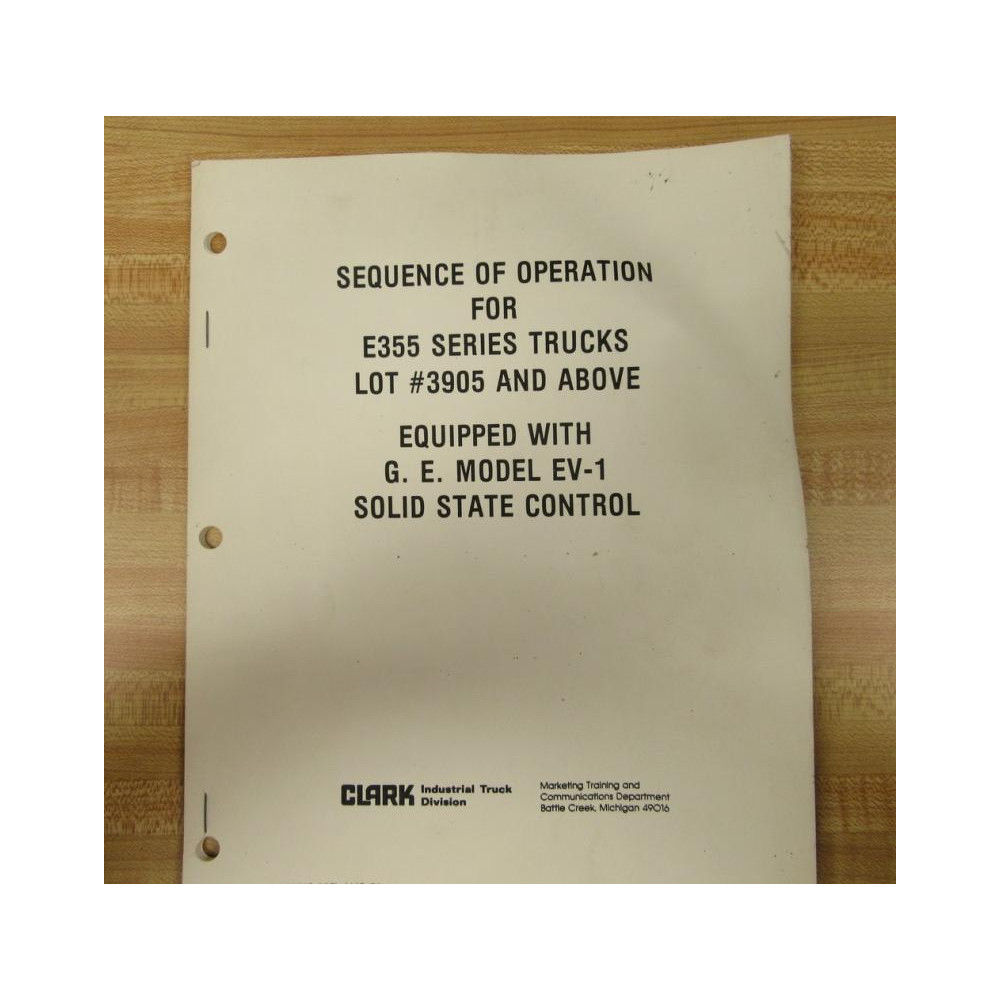 SEQUENCE OF OPERATION
FOR
E355 SERIES TRUCKS
LOT #3905 AND ABOVE
EQUIPPED WITH
G. E. MODEL EV-1
SOLID STATE CONTROL
CLARK Industrial Truck
Division
Marketing Training and
Communications Department
Battle Creek, Michigan 49016